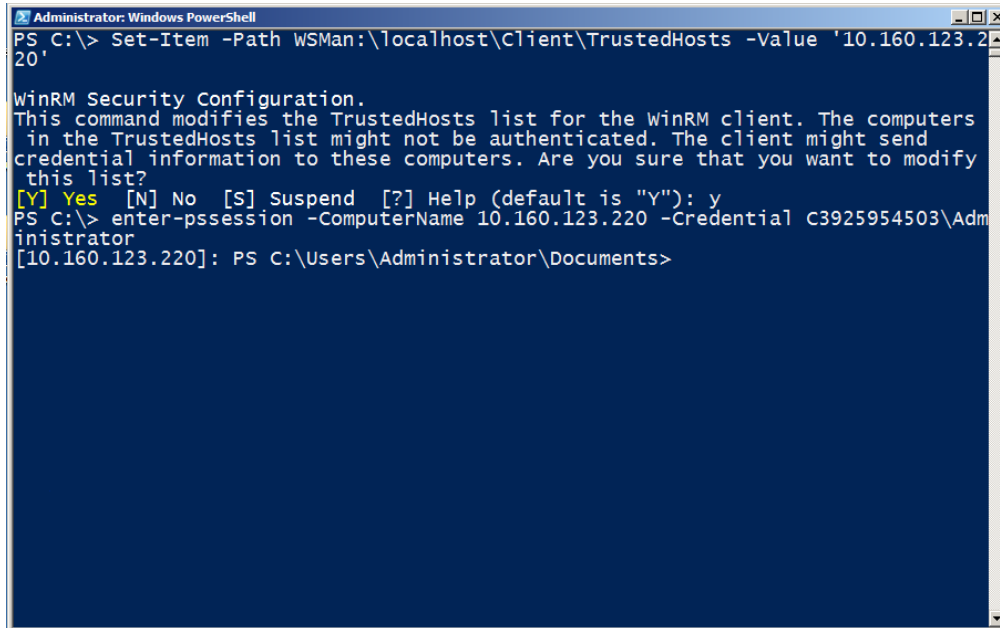 Administrator: Windows PowerShell
PS C:\> Set-Item -Path WSMan:\localhost\Client\TrustedHosts -Value '10.160.123.2
20'
WinRM Security Configuration.
This command modifies the TrustedHosts list for the WinRM client. The computers
in the TrustedHosts list might not be authenticated. The client might send
credential information to these computers. Are you sure that you want to modify
this list?
[Y] Yes  [N] No  [S] Suspend  [?] Help (default is "Y"): y
PS C:\> enter-pssession -ComputerName 10.160.123.220 -Credential C3925954503\Adm
inistrator
[10.160.123.220]: PS C:\Users\Administrator\Documents>